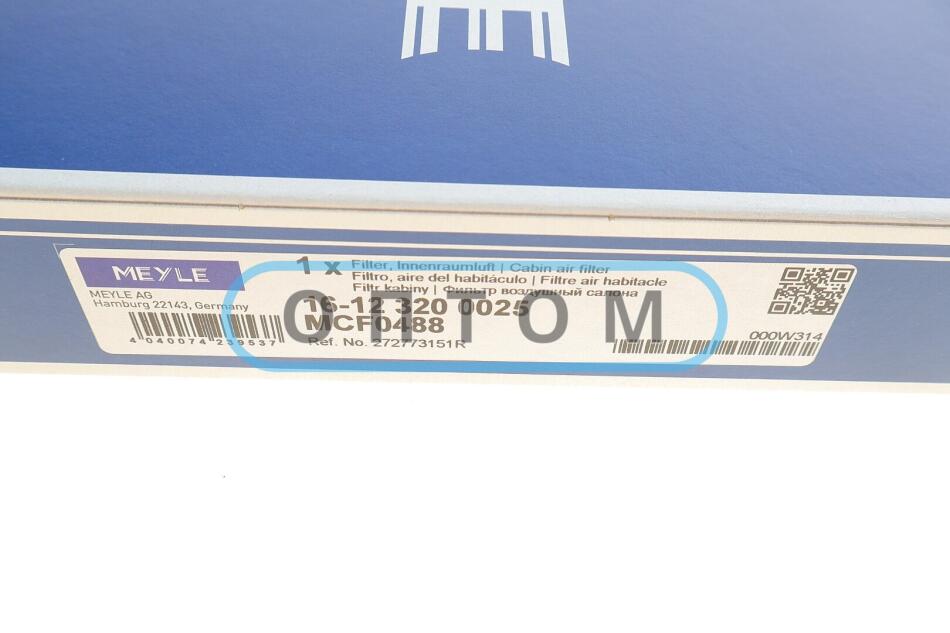 MEYLE
MEYLE AG
Hamburg 22143, Germany
4 040074 239537
1 x Filter, Innenraumluft | Cabin air filter
Filtro, aire del habitáculo | Filtre air habitacle
Filtr kabiny | Фильтр воздушный салона
16-12 320 0025
MCF0488
Ref. No. 272773151R
000W314
ОПТОМ